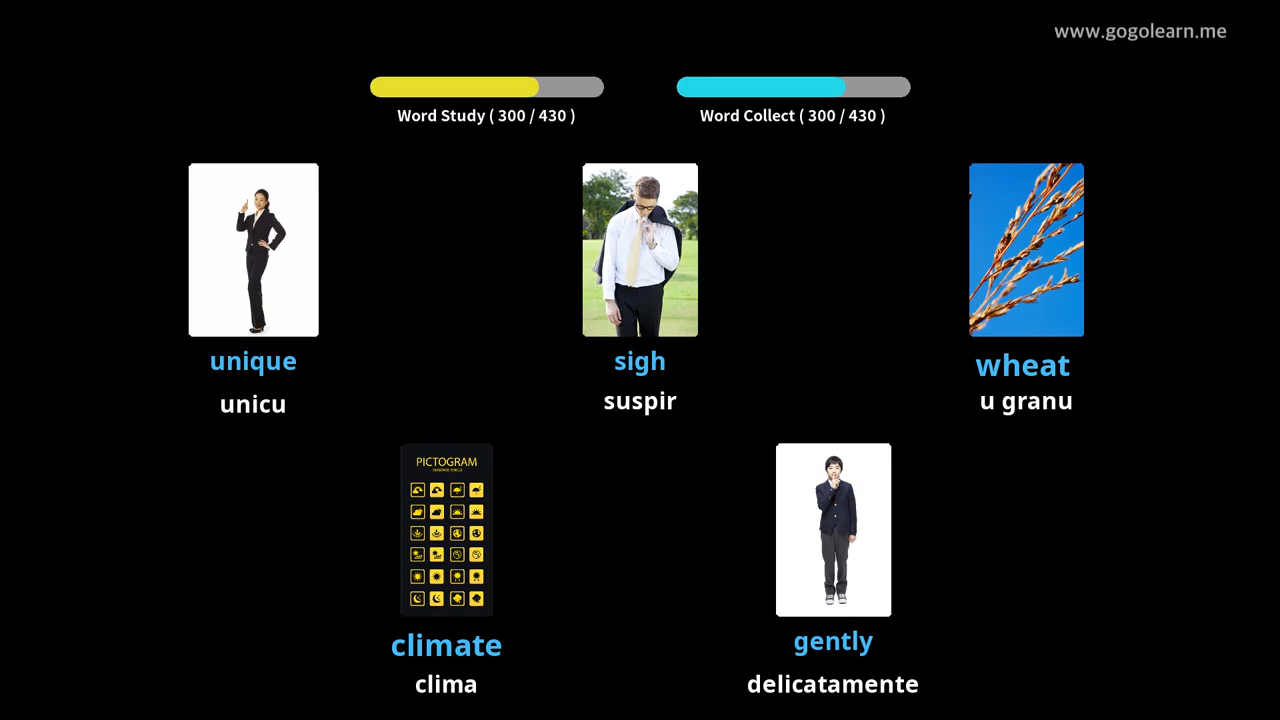 www.gogolearn.me
Word Study ( 300 / 430 )
Word Collect ( 300 / 430 )
unique
unicu
sigh
suspir
wheat
u granu
PICTOGRAM
climate
clima
gently
delicatamente